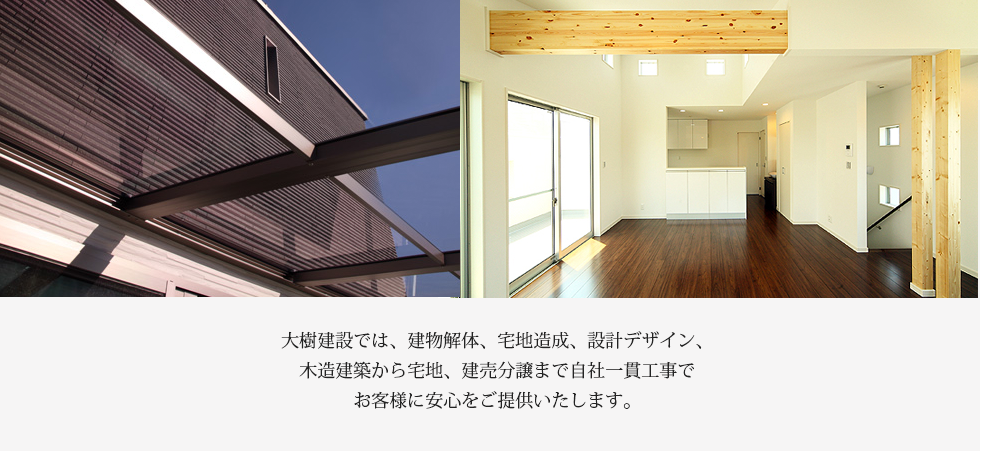 大樹建設では、建物解体、宅地造成、設計デザイン、
木造建築から宅地、建売分譲まで自社一貫工事で
お客様に安心をご提供いたします。